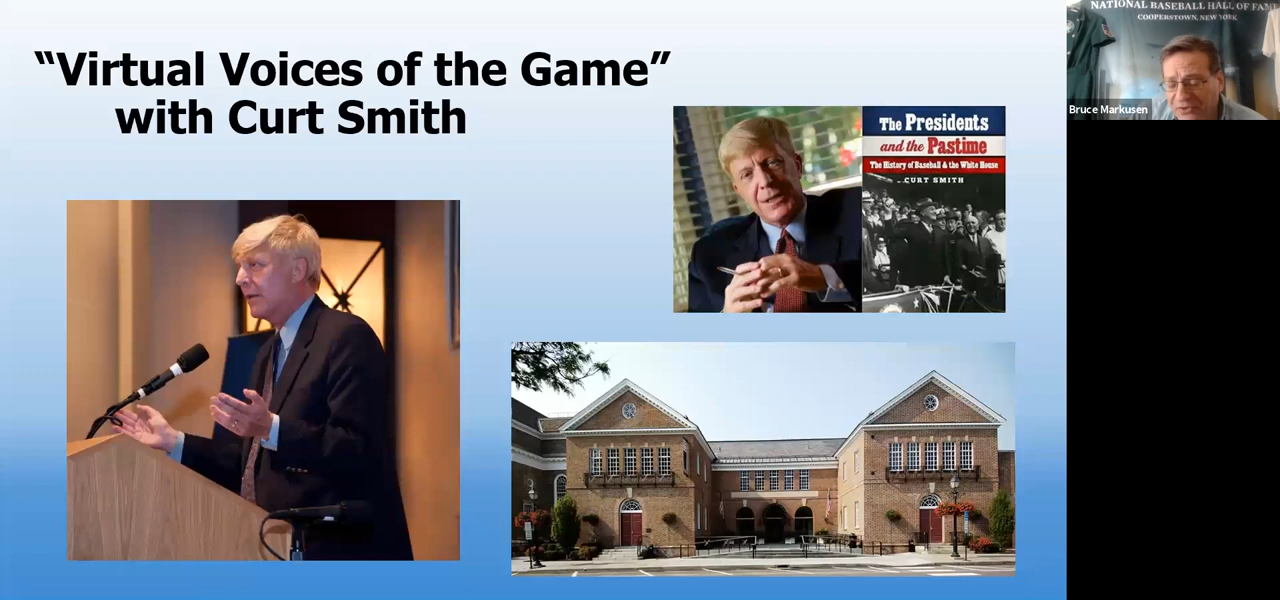 “Virtual Voices of the Game”
with Curt Smith
The Presidents
and the Pastime
The History of Baseball & the White House
CURT SMITH
NATIONAL BASEBALL HALL OF FAME
COOPERSTOWN, NEW YORK
Bruce Markusen